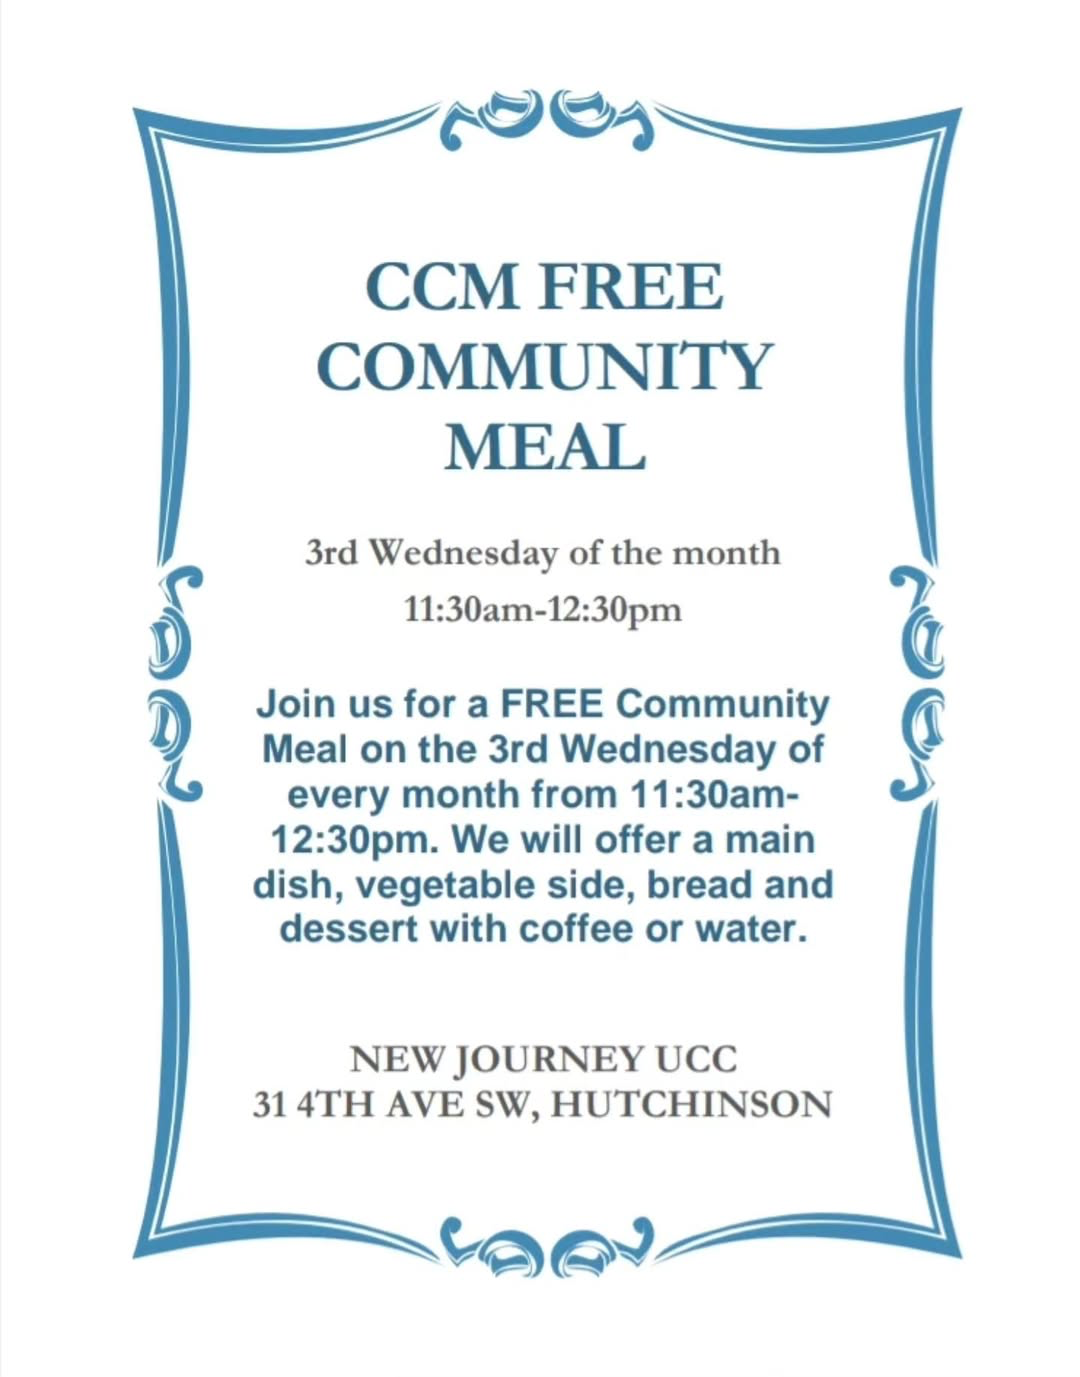 CCM FREE
COMMUNITY
MEAL
3rd Wednesday of the month
11:30am-12:30pm
Join us for a FREE Community
Meal on the 3rd Wednesday of
every month from 11:30am-
12:30pm. We will offer a main
dish, vegetable side, bread and
dessert with coffee or water.
NEW JOURNEY UCC
31 4TH AVE SW, HUTCHINSON